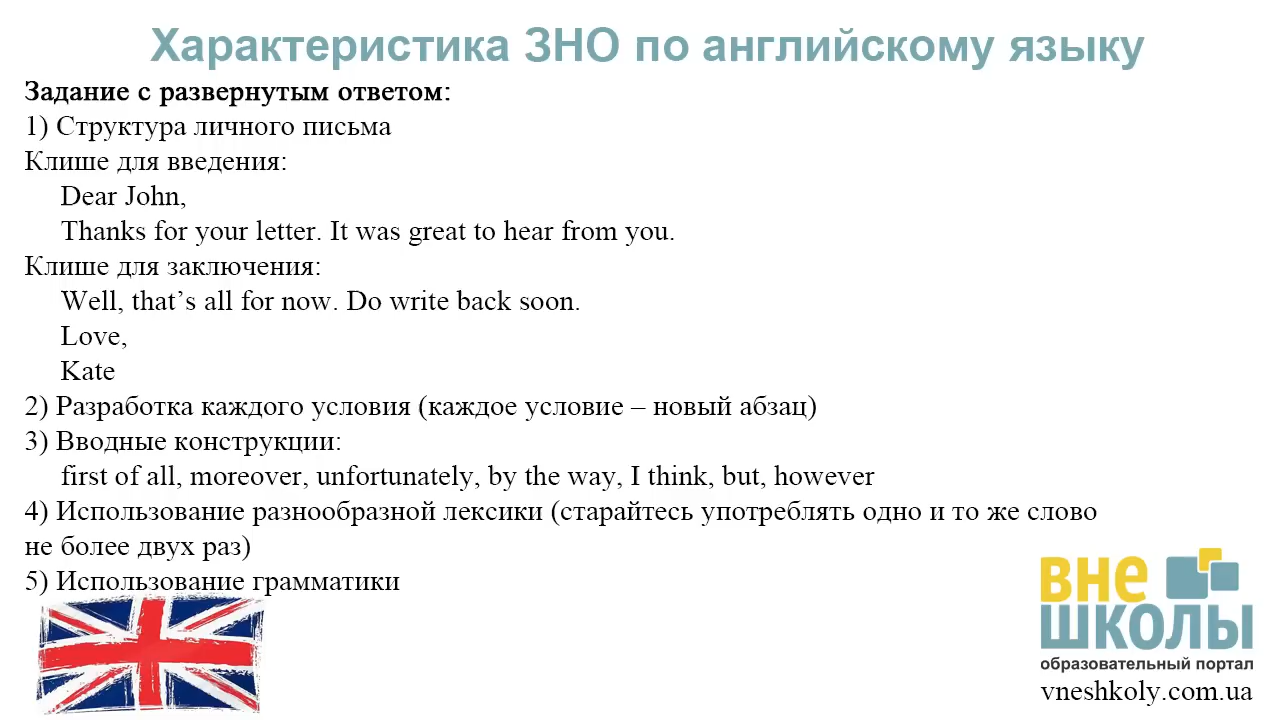 Характеристика ЗНО по английскому языку
Задание с развернутым ответом:
1) Структура личного письма
Клише для введения:
Dear John,
Thanks for your letter. It was great to hear from you.
Клише для заключения:
Well, that’s all for now. Do write back soon.
Love,
Kate
2) Разработка каждого условия (каждое условие – новый абзац)
3) Вводные конструкции:
first of all, moreover, unfortunately, by the way, I think, but, however
4) Использование разнообразной лексики (старайтесь употреблять одно и то же слово
не более двух раз)
5) Использование грамматики
вне
школы
образовательный портал
vneshkoly.com.ua